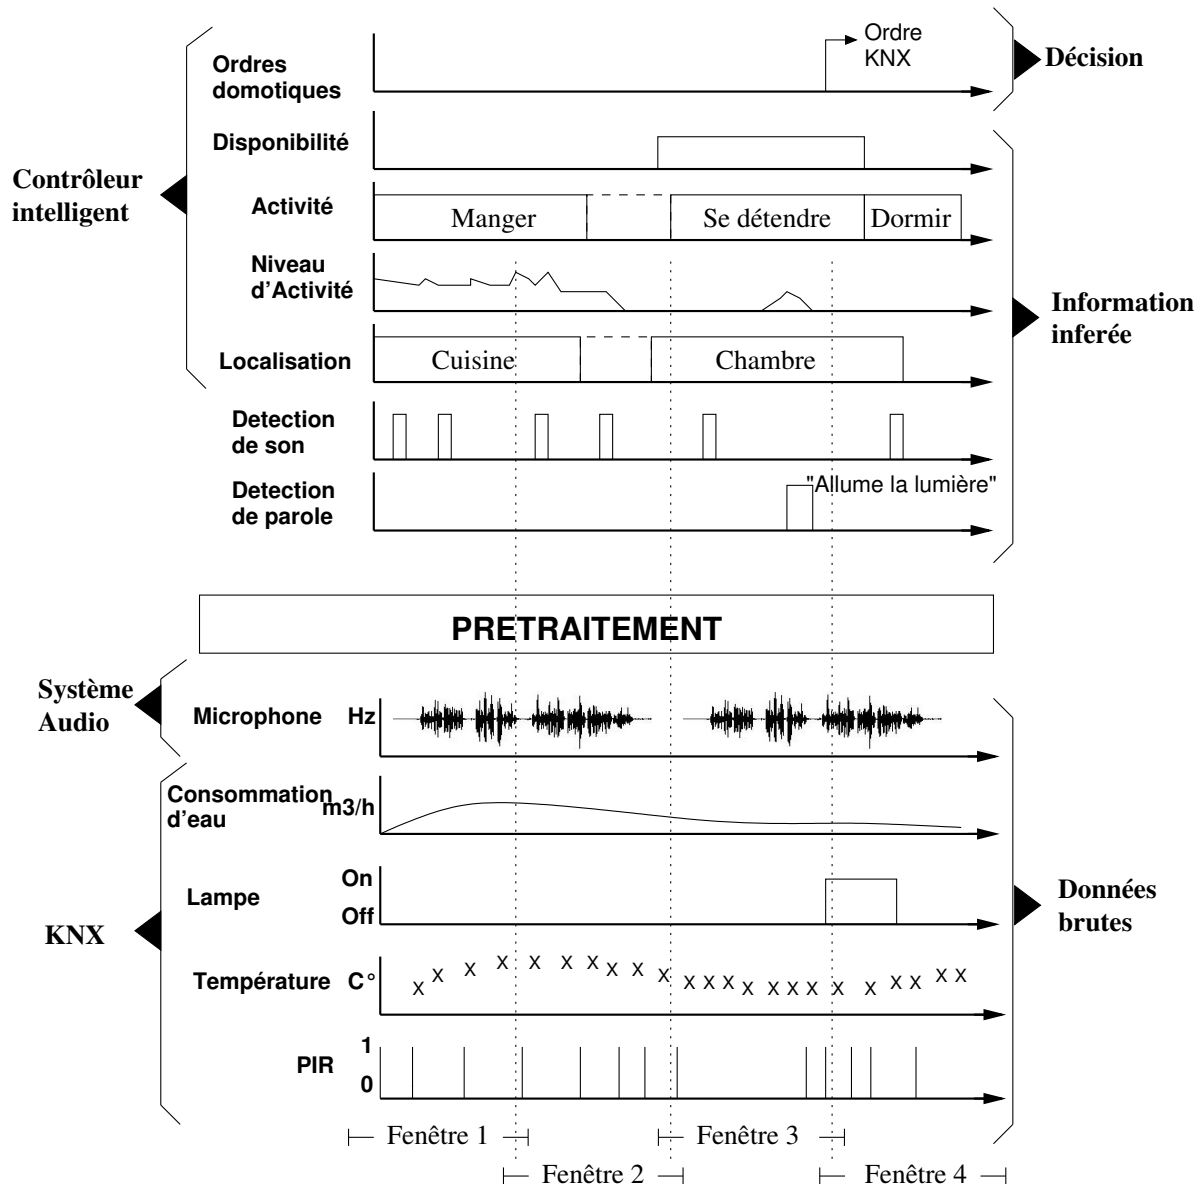 Ordre
KNX
Décision
Ordres
domotiques
Disponibilité
Contrôleur
intelligent
Activité
Manger
Se détendre
Dormir
Niveau
d'Activité
Information
inferée
Localisation
Cuisine
Chambre
Detection
de son
Detection
de parole
"Allume la lumière"
PRETRAITEMENT
Système
Audio
Microphone
Hz
Consommation
d'eau
m3/h
Lampe
On
Off
Données
brutes
KNX
Température
C°
X X X X X X X X X X X X X X X X X X X X X X X X
PIR
1
0
Fenêtre 1
Fenêtre 3
Fenêtre 2
Fenêtre 4